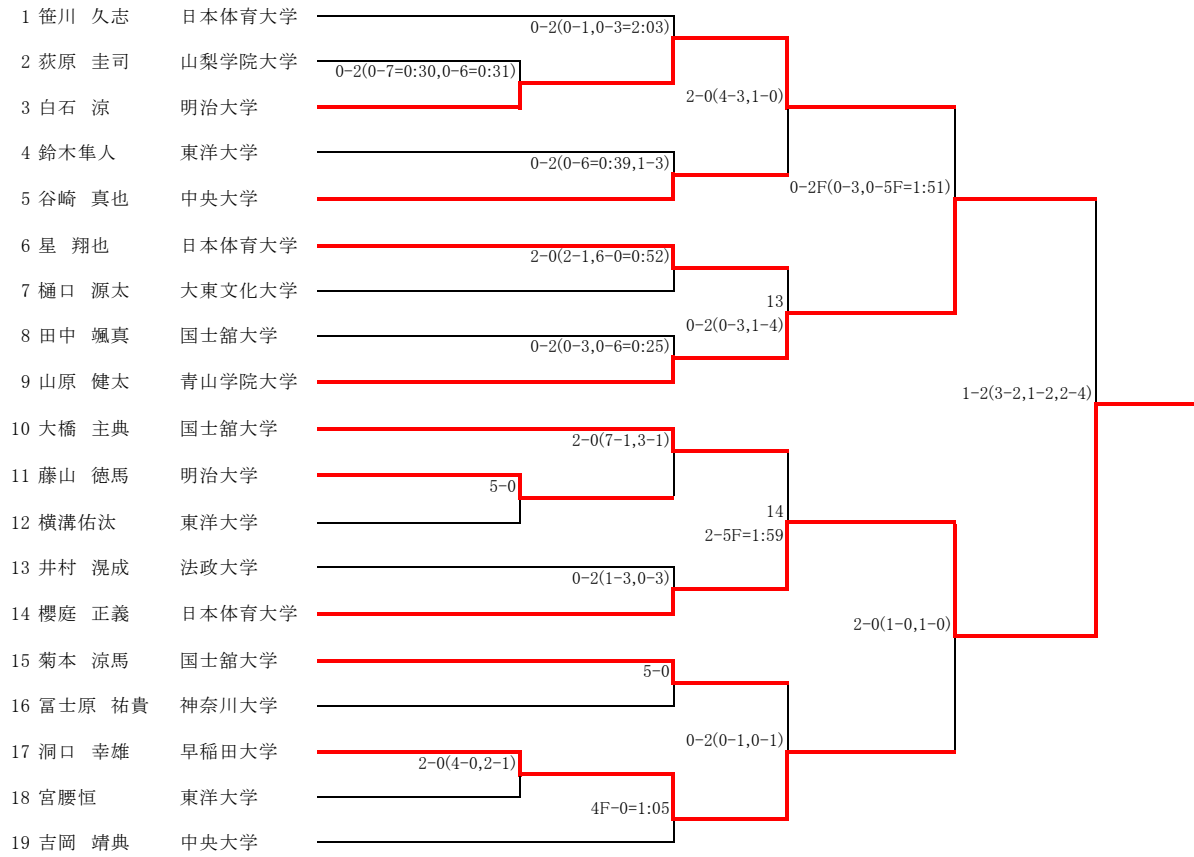 1 笹川 久志 日本体育大学
0-2(0-1,0-3=2:03)
2 荻原 圭司 山梨学院大学
0-2(0-7=0:30,0-6=0:31)
2-0(4-3,1-0)
3 白石 涼 明治大学
4 鈴木隼人 東洋大学
0-2(0-6=0:39,1-3)
0-2F(0-3,0-5F=1:51)
5 谷崎 真也 中央大学
6 星 翔也 日本体育大学
2-0(2-1,6-0=0:52)
7 樋口 源太 大東文化大学
13
0-2(0-3,1-4)
8 田中 颯真 国士舘大学
0-2(0-3,0-6=0:25)
9 山原 健太 青山学院大学
1-2(3-2,1-2,2-4)
10 大橋 主典 国士舘大学
2-0(7-1,3-1)
11 藤山 徳馬 明治大学
5-0
14
12 横溝佑汰 東洋大学
2-5F=1:59
13 井村 滉成 法政大学
0-2(1-3,0-3)
14 櫻庭 正義 日本体育大学
2-0(1-0,1-0)
15 菊本 涼馬 国士舘大学
5-0
16 冨士原 祐貴 神奈川大学
0-2(0-1,0-1)
17 洞口 幸雄 早稲田大学
2-0(4-0,2-1)
18 宮腰恒 東洋大学
4F-0=1:05
19 吉岡 靖典 中央大学